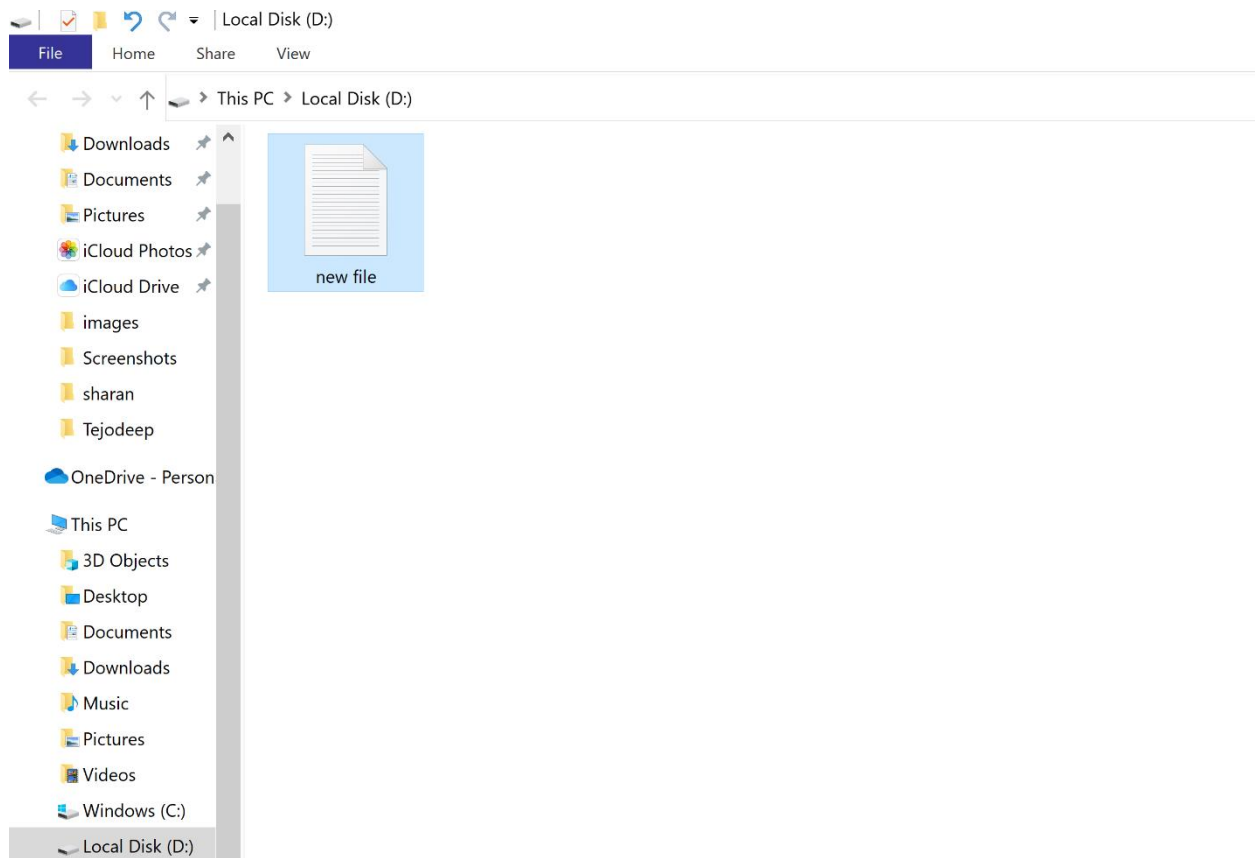 Local Disk (D:)
File Home Share View
This PC > Local Disk (D:)
Downloads
Documents
Pictures
iCloud Photos
iCloud Drive
images
Screenshots
sharan
Tejodeep
OneDrive - Person
This PC
3D Objects
Desktop
Documents
Downloads
Music
Pictures
Videos
Windows (C:)
Local Disk (D:)
new file